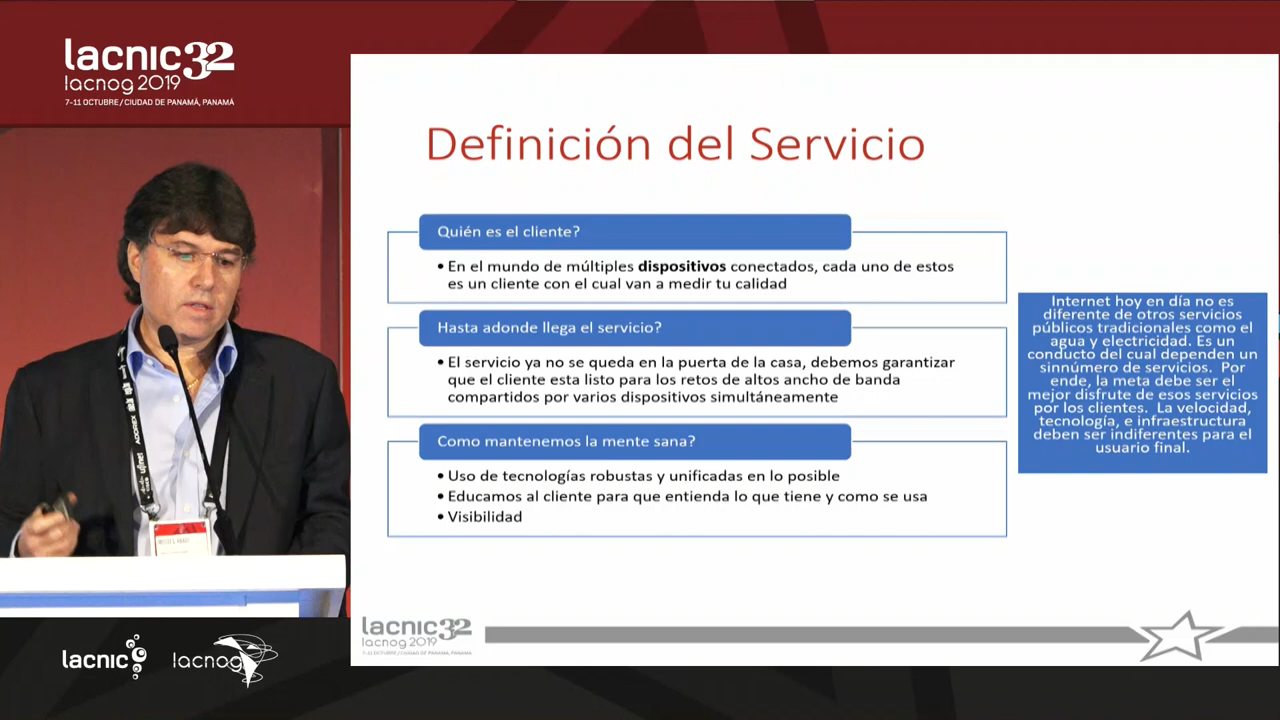 lacnic32
lacnog 2019
7-11 OCTUBRE / CIUDAD DE PANAMÁ, PANAMÁ
Definición del Servicio
Quién es el cliente?
• En el mundo de múltiples dispositivos conectados, cada uno de estos
es un cliente con el cual van a medir tu calidad
Hasta adonde llega el servicio?
• El servicio ya no se queda en la puerta de la casa, debemos garantizar
que el cliente esta listo para los retos de altos ancho de banda
compartidos por varios dispositivos simultáneamente
Como mantenemos la mente sana?
• Uso de tecnologías robustas y unificadas en lo posible
• Educamos al cliente para que entienda lo que tiene y como se usa
• Visibilidad
Internet hoy en día no es
diferente de otros servicios
públicos tradicionales como el
agua y electricidad. Es un
conducto del cual dependen un
sinnúmero de servicios. Por
ende, la meta debe ser el
mejor disfrute de esos servicios
por los clientes. La velocidad,
tecnología, e infraestructura
deben ser indiferentes para el
usuario final.
lacnic32
lacnog 2019
7-11 OCTUBRE / CIUDAD DE PANAMÁ, PANAMÁ
lacnic
lacnog